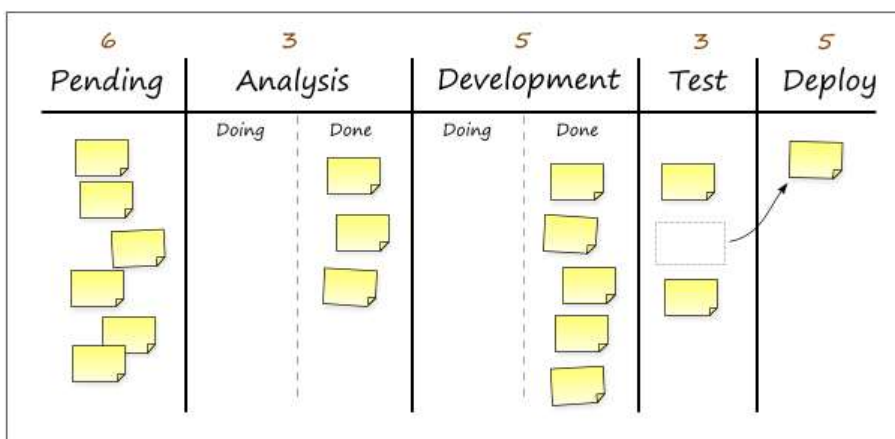 6 3 5 3 5
Pending Analysis Development Test Deploy
Doing Done Doing Done